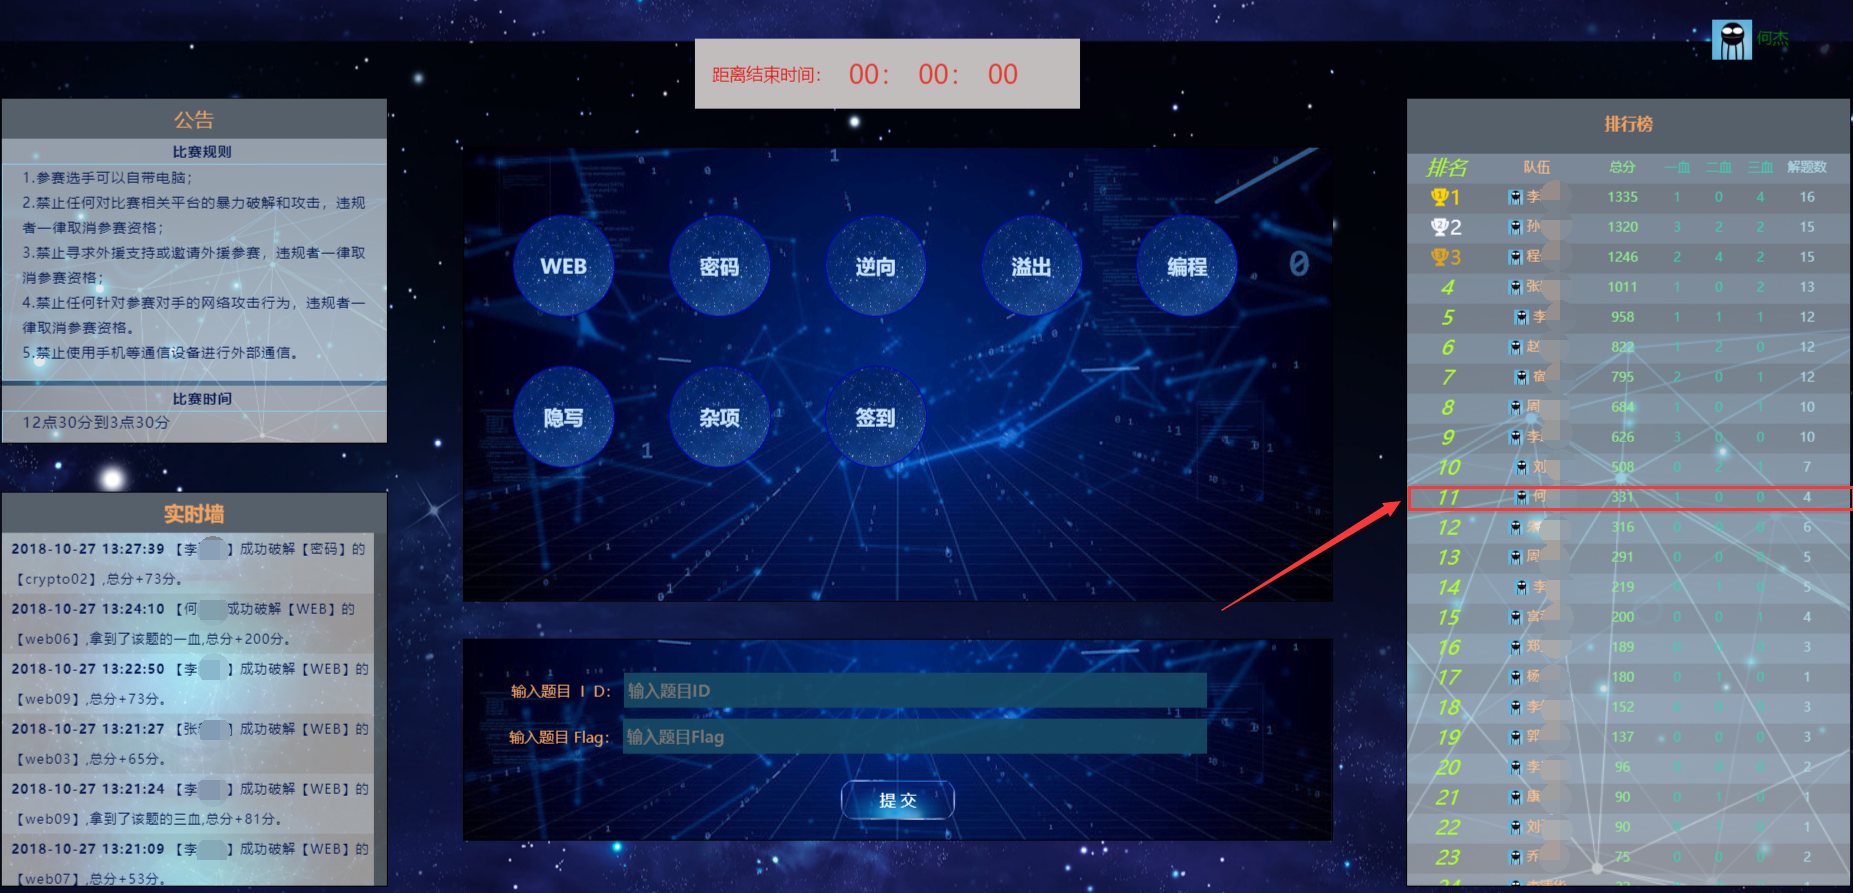 何杰
距离结束时间： 00： 00： 00
公告
比赛规则
1.参赛选手可以自带电脑；
2.禁止任何对比赛相关平台的暴力破解和攻击，违规
者一律取消参赛资格；
3.禁止寻求外援支持或邀请外援参赛，违规者一律取
消参赛资格；
4.禁止任何针对参赛对手的网络攻击行为，违规者一
律取消参赛资格。
5.禁止使用手机等通信设备进行外部通信。
比赛时间
12点30分到3点30分
实时墙
2018-10-27 13:27:39 【李 】成功破解【密码】的
【crypto02】,总分+73分。
2018-10-27 13:24:10 【何 成功破解【WEB】的
【web06】,拿到了该题的一血,总分+200分。
2018-10-27 13:22:50 【李 】成功破解【WEB】的
【web09】,总分+73分。
2018-10-27 13:21:27 【张 】成功破解【WEB】的
【web03】,总分+65分。
2018-10-27 13:21:24 【李 】成功破解【WEB】的
【web09】,拿到了该题的三血,总分+81分。
2018-10-27 13:21:09 【李 】成功破解【WEB】的
【web07】,总分+53分。
WEB 密码 逆向 溢出 编程
隐写 杂项 签到
输入题目 I D： 输入题目ID
输入题目 Flag： 输入题目Flag
提 交
排行榜
排名 队伍 总分 一血 二血 三血 解题数
1 李 1335 1 0 4 16
2 孙 1320 3 2 2 15
3 程 1246 2 4 2 15
4 张 1011 1 0 2 13
5 李 958 1 1 1 12
6 赵 822 1 2 0 12
7 宿 795 2 0 1 12
8 周 684 1 0 1 10
9 李 626 3 0 0 10
10 刘 508 0 2 1 7
11 何 331 1 0 0 4
12 316 0 0 0 6
13 周 291 0 0 0 5
14 李 219 0 1 0 5
15 宫 200 0 0 1 4
16 郑 189 0 0 0 3
17 杨 180 0 1 0 1
18 李 152 0 0 0 3
19 郭 137 0 0 0 3
20 李 96 0 0 0 2
21 康 90 0 1 0 1
22 刘 90 0 1 0 1
23 乔 75 0 0 0 2